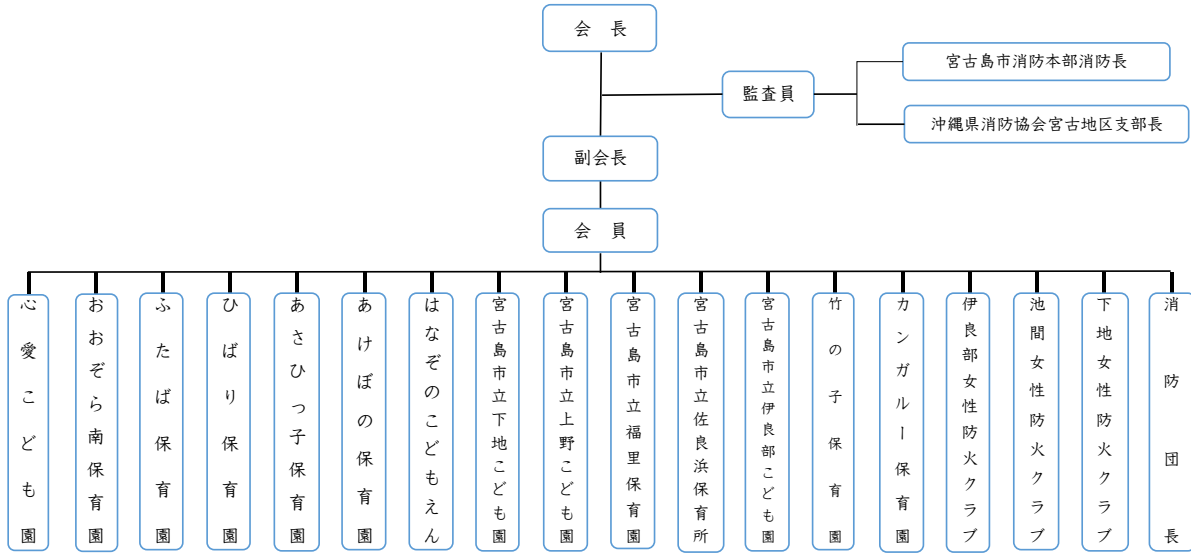 会　長
宮古島市消防本部消防長
監査員
沖縄県消防協会宮古地区支部長
副会長
会　員
心愛こども園
おおぞら南保育園
ふたば保育園
ひばり保育園
あさひっ子保育園
あけぼの保育園
はなぞのこどもえん
宮古島市立下地こども園
宮古島市立上野こども園
宮古島市立福里保育園
宮古島市立佐良浜保育所
宮古島市立伊良部こども園
竹の子保育園
カンガルー保育園
伊良部女性防火クラブ
池間女性防火クラブ
下地女性防火クラブ
消防団長